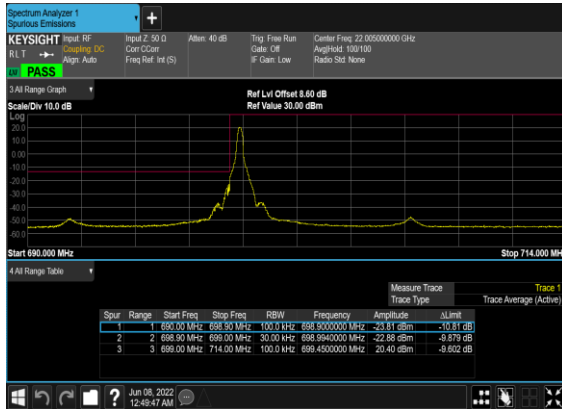 Spectrum Analyzer 1
Spurious Emissions
KEYSIGHT Input: RF Input Z: 50 Ω Atten: 40 dB Trig: Free Run Center Freq: 22.005000000 GHz
RLT Coupling: DC Corr CCorr Gate: Off Avg|Hold: 100/100
Align: Auto Freq Ref: Int (S) IF Gain: Low Radio Std: None
LU PASS
3 All Range Graph
Ref Lvl Offset 8.60 dB
Scale/Div 10.0 dB Ref Value 30.00 dBm
Log
20.0
10.0
0.00
-10.0
-20.0
-30.0
-40.0
-50.0
-60.0
Start 690.000 MHz Stop 714.000 MH
4 All Range Table
Measure Trace Trace 1
Trace Type Trace Average (Active)
Spur Range Start Freq Stop Freq RBW Frequency Amplitude ΔLimit
1 1 690.00 MHz 698.90 MHz 100.0 kHz 698.9000000 MHz -23.81 dBm -10.81 dB
2 2 698.90 MHz 699.00 MHz 30.00 kHz 698.9940000 MHz -22.88 dBm -9.879 dB
3 3 699.00 MHz 714.00 MHz 100.0 kHz 699.4500000 MHz 20.40 dBm -9.602 dB
? Jun 08, 2022
12:49:47 AM